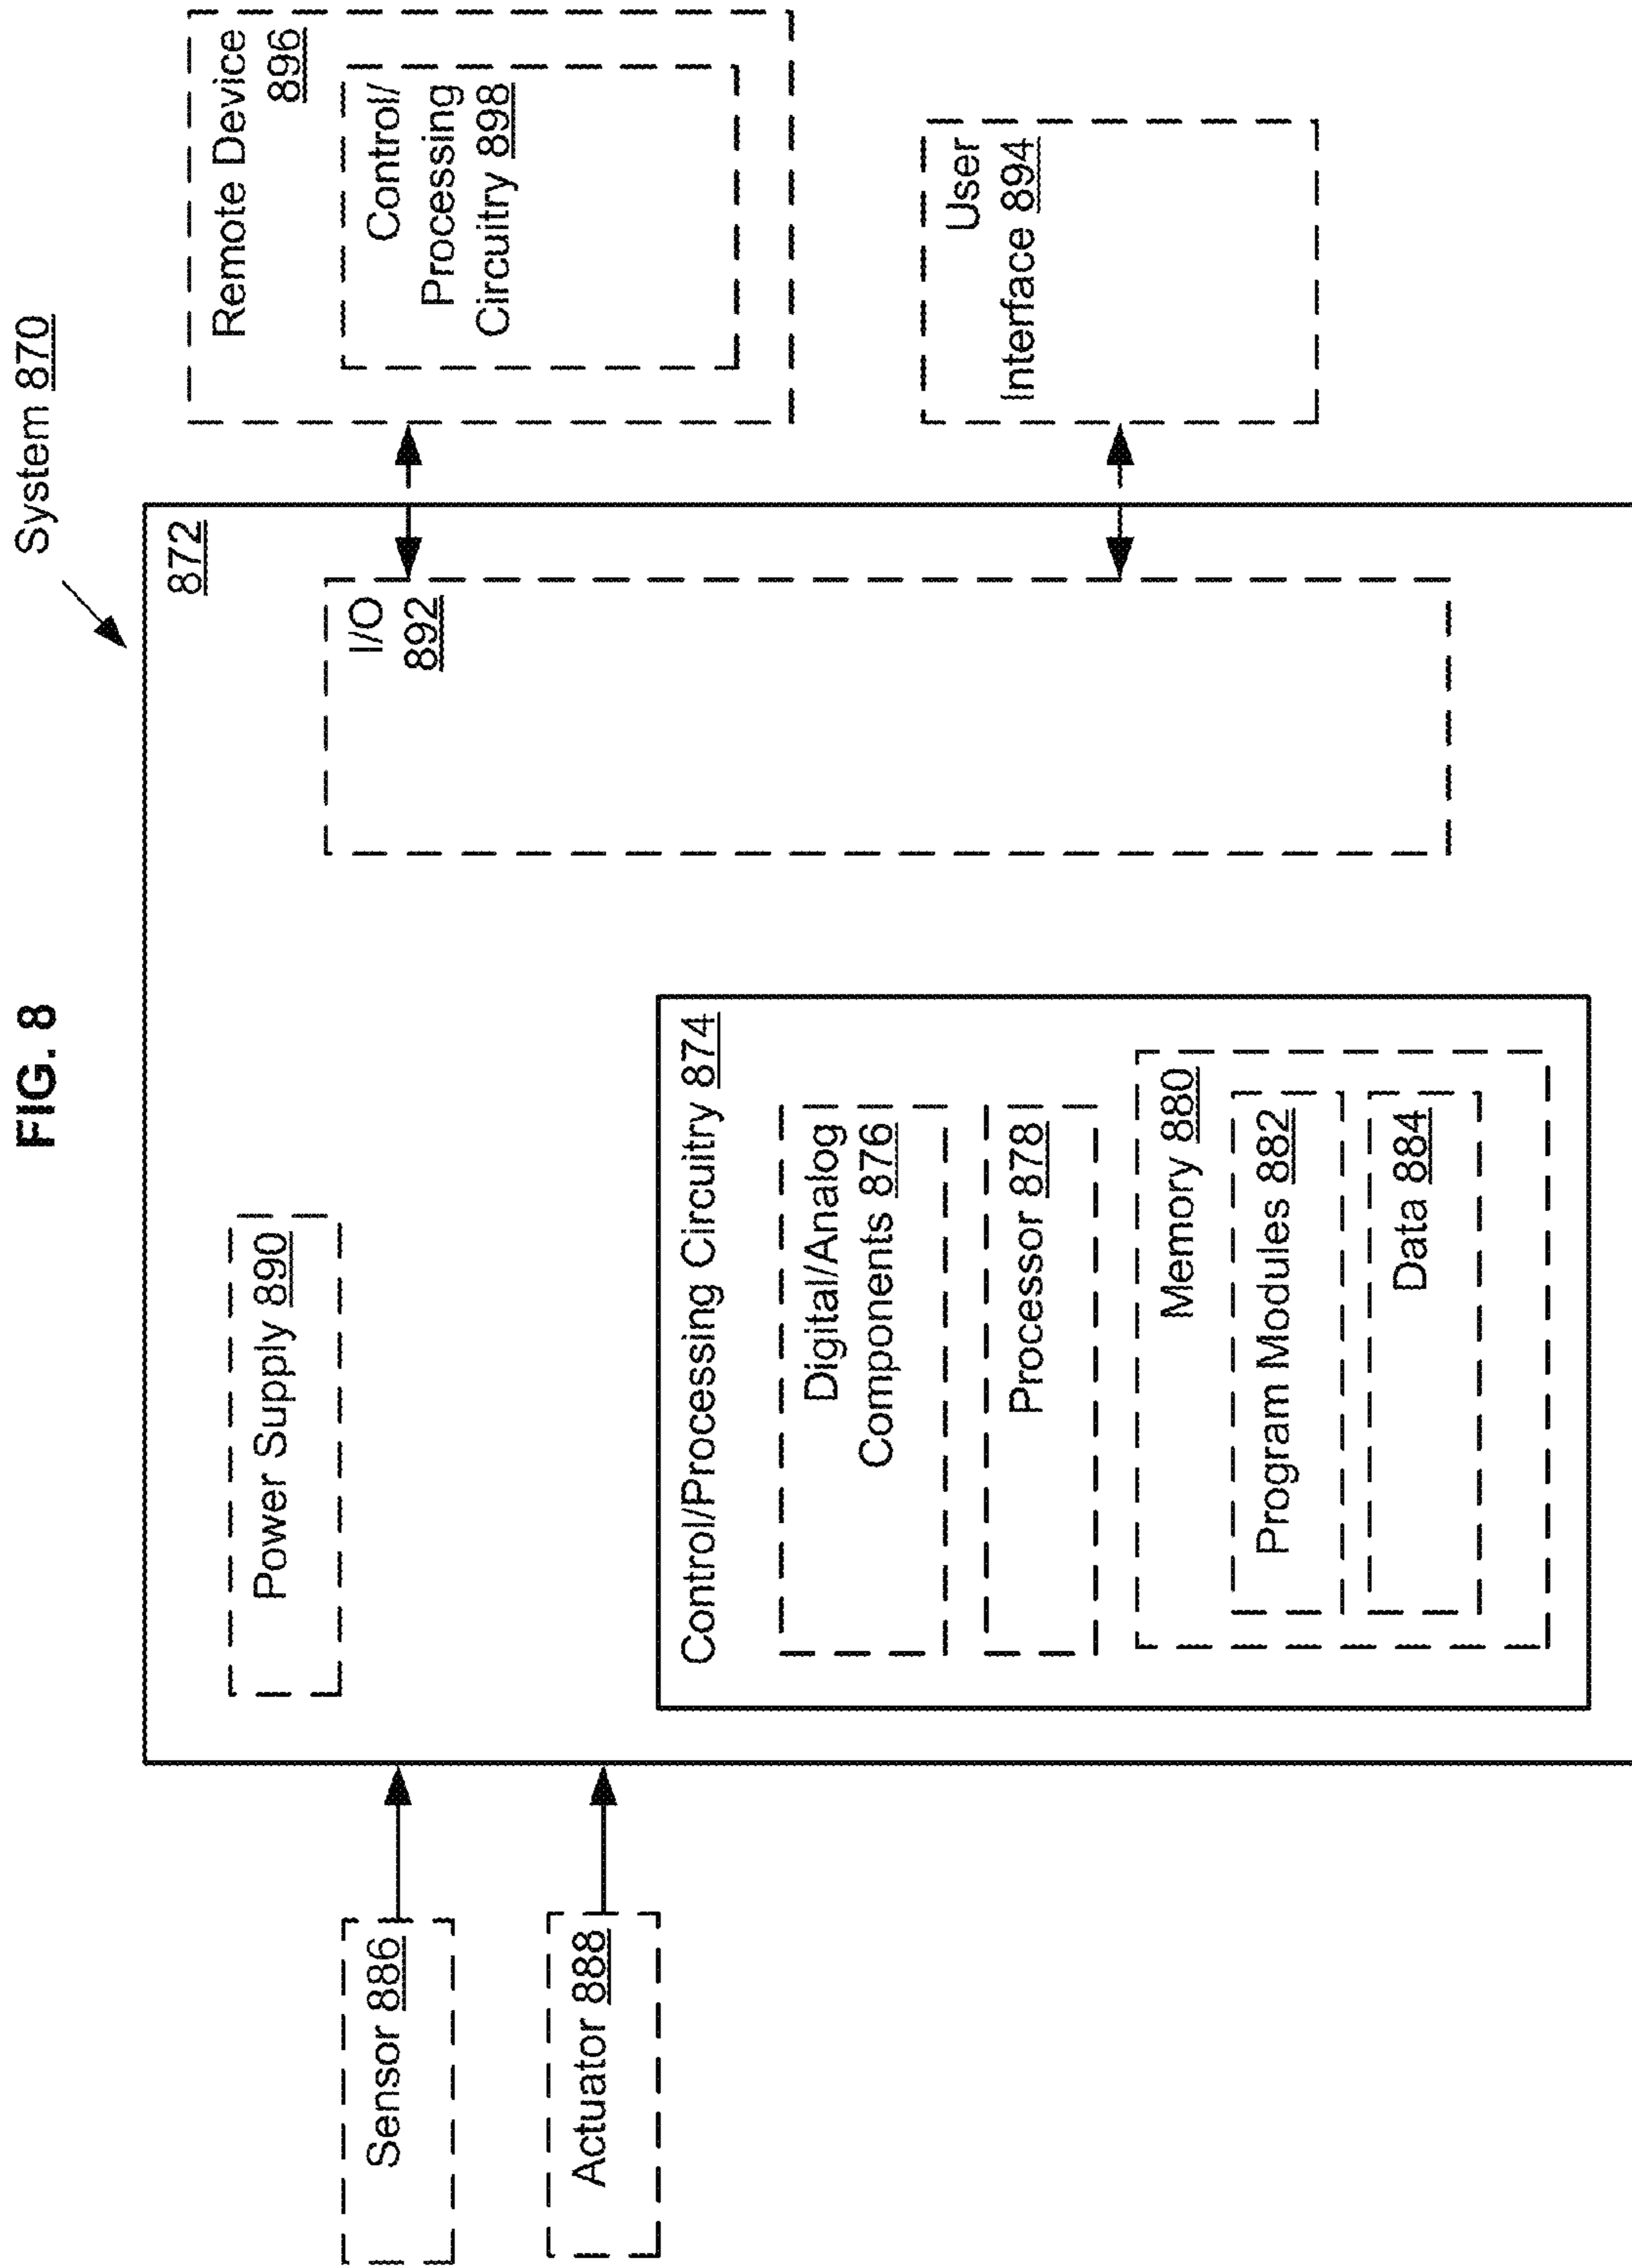 FIG. 8
System 870
872
Power Supply 890
Sensor 886
Actuator 888
Control/Processing Circuitry 874
Digital/Analog
Components 876
Processor 878
Memory 880
Program Modules 882
Data 884
I/O
892
Remote Device
896
Control/
Processing
Circuitry 898
User
Interface 894